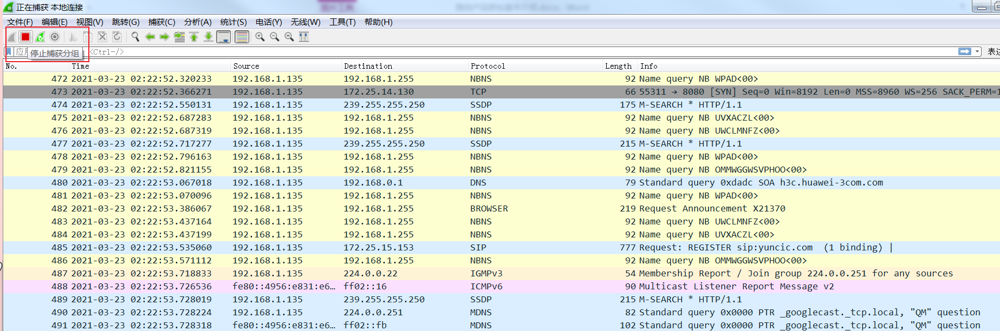 正在捕获 本地连接
文件(F) 编辑(E) 视图(V) 跳转(G) 捕获(C) 分析(A) 统计(S) 电话(Y) 无线(W) 工具(T) 帮助(H)
停止捕获分组 <Ctrl-/>
No. Time Source Destination Protocol Length Info
472 2021-03-23 02:22:52.320233 192.168.1.135 192.168.1.255 NBNS 92 Name query NB WPAD<00>
473 2021-03-23 02:22:52.366271 192.168.1.135 172.25.14.130 TCP 66 55311 → 8080 [SYN] Seq=0 Win=8192 Len=0 MSS=8960 WS=256 SACK_PERM=1
474 2021-03-23 02:22:52.550131 192.168.1.135 239.255.255.250 SSDP 175 M-SEARCH * HTTP/1.1
475 2021-03-23 02:22:52.687283 192.168.1.135 192.168.1.255 NBNS 92 Name query NB UVXACZL<00>
476 2021-03-23 02:22:52.687319 192.168.1.135 192.168.1.255 NBNS 92 Name query NB UWCLMNFZ<00>
477 2021-03-23 02:22:52.717277 192.168.1.135 239.255.255.250 SSDP 215 M-SEARCH * HTTP/1.1
478 2021-03-23 02:22:52.796163 192.168.1.135 192.168.1.255 NBNS 92 Name query NB WPAD<00>
479 2021-03-23 02:22:52.821155 192.168.1.135 192.168.1.255 NBNS 92 Name query NB OMMWGGWSVPHOO<00>
480 2021-03-23 02:22:53.067018 192.168.1.135 192.168.0.1 DNS 79 Standard query 0xdadc SOA h3c.huawei-3com.com
481 2021-03-23 02:22:53.070096 192.168.1.135 192.168.1.255 NBNS 92 Name query NB WPAD<00>
482 2021-03-23 02:22:53.386067 192.168.1.135 192.168.1.255 BROWSER 219 Request Announcement X21370
483 2021-03-23 02:22:53.437164 192.168.1.135 192.168.1.255 NBNS 92 Name query NB UWCLMNFZ<00>
484 2021-03-23 02:22:53.437199 192.168.1.135 192.168.1.255 NBNS 92 Name query NB UVXACZL<00>
485 2021-03-23 02:22:53.535060 192.168.1.135 172.25.15.153 SIP 777 Request: REGISTER sip:yuncic.com (1 binding) |
486 2021-03-23 02:22:53.571112 192.168.1.135 192.168.1.255 NBNS 92 Name query NB OMMWGGWSVPHOO<00>
487 2021-03-23 02:22:53.718833 192.168.1.135 224.0.0.22 IGMPv3 54 Membership Report / Join group 224.0.0.251 for any sources
488 2021-03-23 02:22:53.726536 fe80::4956:e831:e6… ff02::16 ICMPv6 90 Multicast Listener Report Message v2
489 2021-03-23 02:22:53.728019 192.168.1.135 239.255.255.250 SSDP 215 M-SEARCH * HTTP/1.1
490 2021-03-23 02:22:53.728224 192.168.1.135 224.0.0.251 MDNS 82 Standard query 0x0000 PTR _googlecast._tcp.local, "QM" question
491 2021-03-23 02:22:53.728318 fe80::4956:e831:e6… ff02::fb MDNS 102 Standard query 0x0000 PTR _googlecast._tcp.local, "QM" question